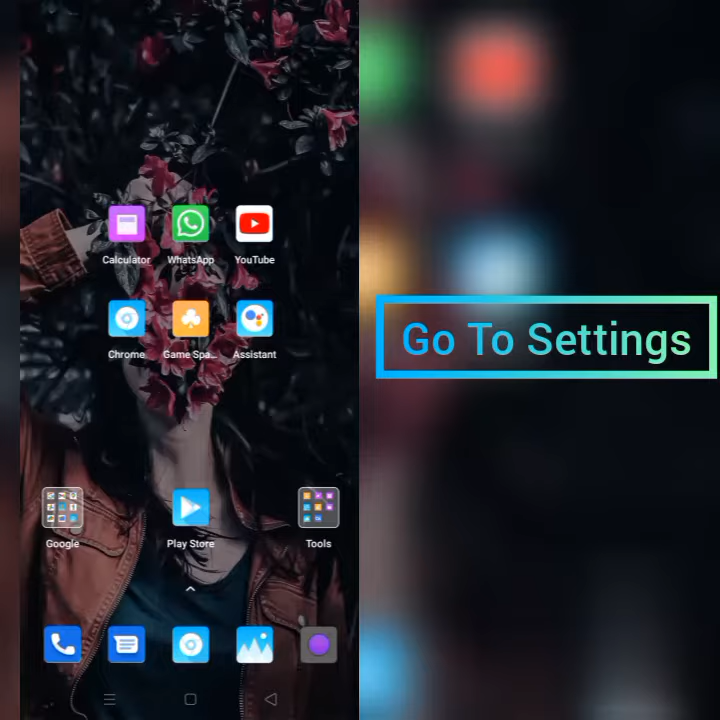 Calculator
WhatsApp
YouTube
Chrome
Game Spa...
Assistant
Google
Play Store
Tools
Go To Settings